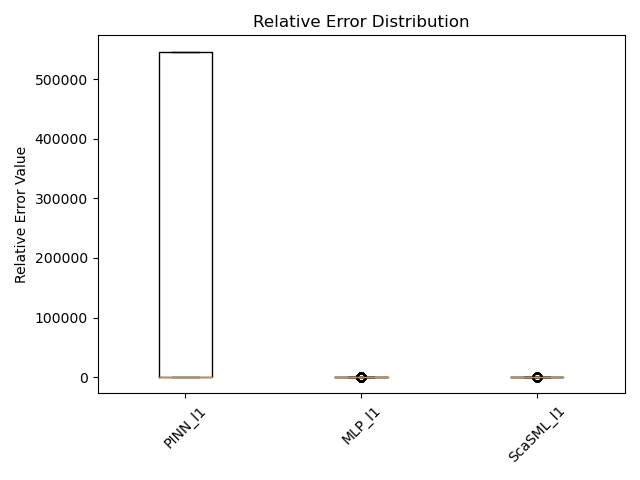 Relative Error Distribution
Relative Error Value
500000
400000
300000
200000
100000
0
PINN_l1
MLP_l1
ScaSML_l1